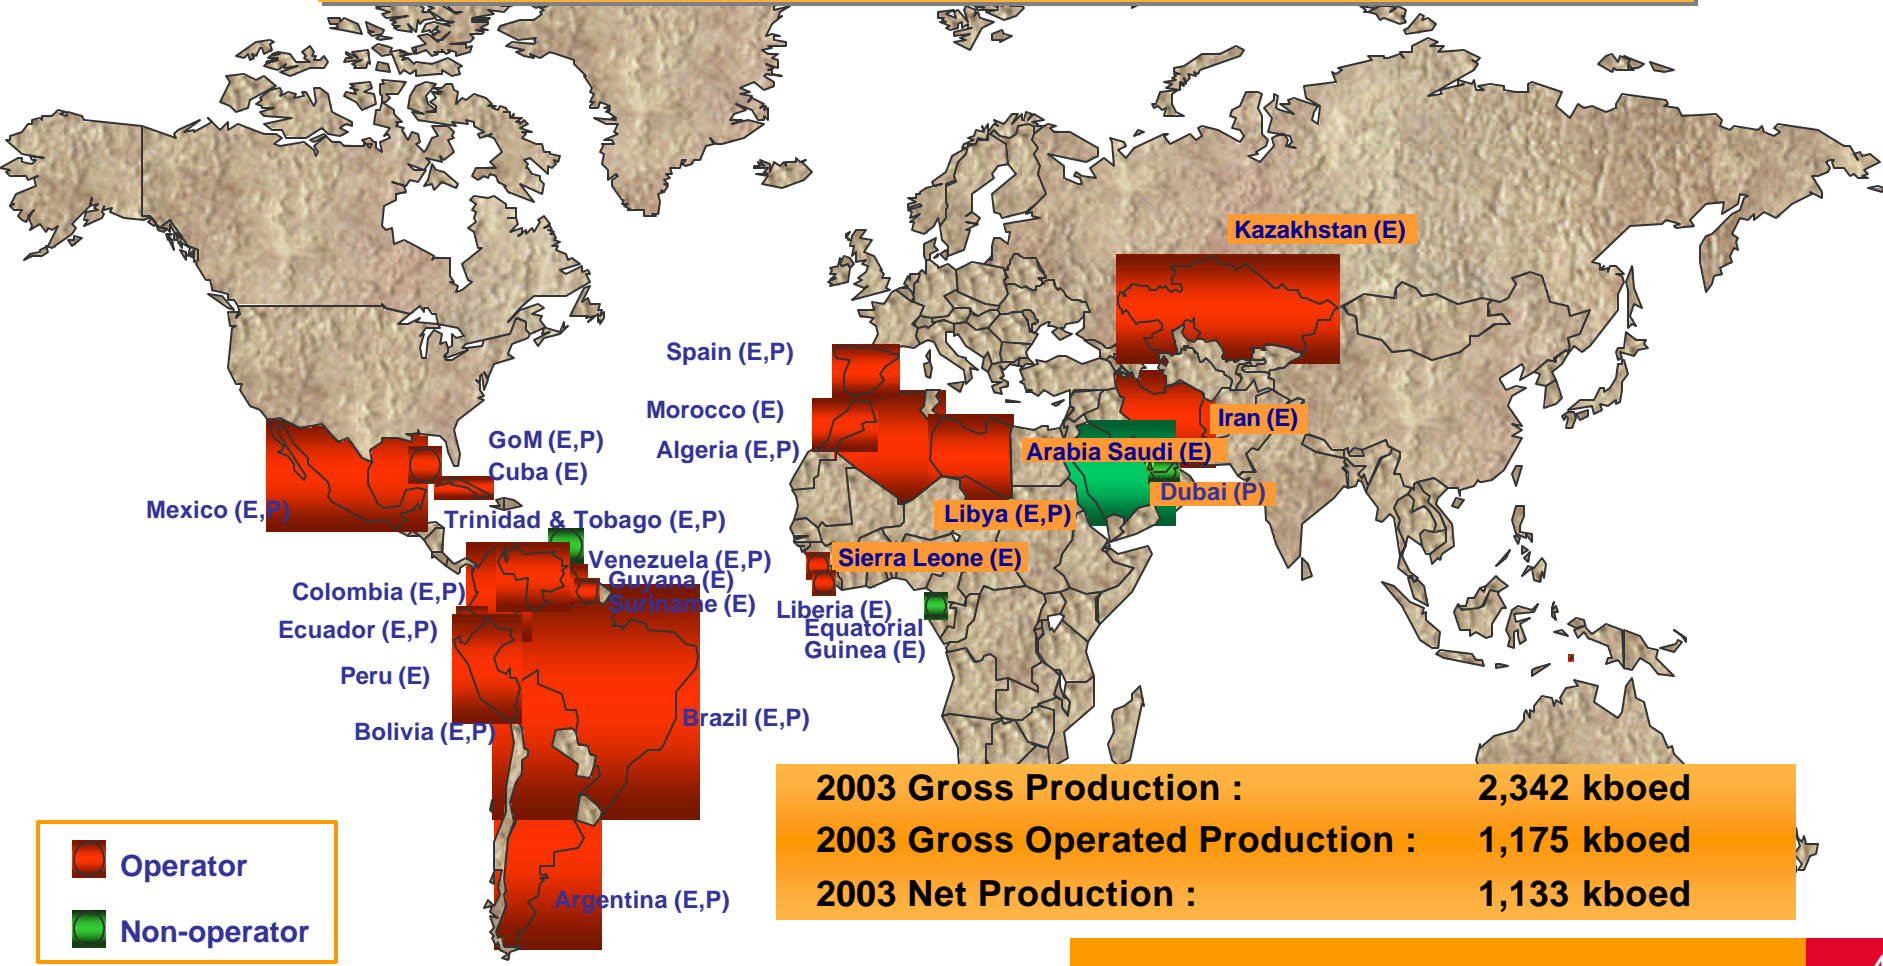 Kazakhstan (E)
Spain (E,P)
Morocco (E)
Iran (E)
GoM (E,P)
Algeria (E,P)
Arabia Saudi (E)
Cuba (E)
Dubai (P)
Mexico (E,P)
Libya (E,P)
Trinidad & Tobago (E,P)
Venezuela (E,P)
Sierra Leone (E)
Guyana (E)
Colombia (E,P)
Suriname (E)
Liberia (E)
Equatorial
Guinea (E)
Ecuador (E,P)
Peru (E)
Brazil (E,P)
Bolivia (E,P)
2003 Gross Production : 2,342 kboed
2003 Gross Operated Production : 1,175 kboed
2003 Net Production : 1,133 kboed
Operator
Argentina (E,P)
Non-operator